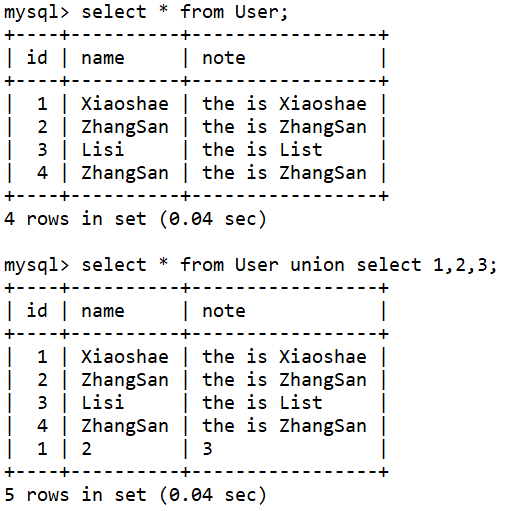 mysql> select * from User;
+----+----------+-----------------+
| id | name     | note            |
+----+----------+-----------------+
|  1 | Xiaoshae | the is Xiaoshae |
|  2 | ZhangSan | the is ZhangSan |
|  3 | Lisi     | the is List     |
|  4 | ZhangSan | the is ZhangSan |
+----+----------+-----------------+
4 rows in set (0.04 sec)

mysql> select * from User union select 1,2,3;
+----+----------+-----------------+
| id | name     | note            |
+----+----------+-----------------+
|  1 | Xiaoshae | the is Xiaoshae |
|  2 | ZhangSan | the is ZhangSan |
|  3 | Lisi     | the is List     |
|  4 | ZhangSan | the is ZhangSan |
|  1 | 2        | 3               |
+----+----------+-----------------+
5 rows in set (0.04 sec)